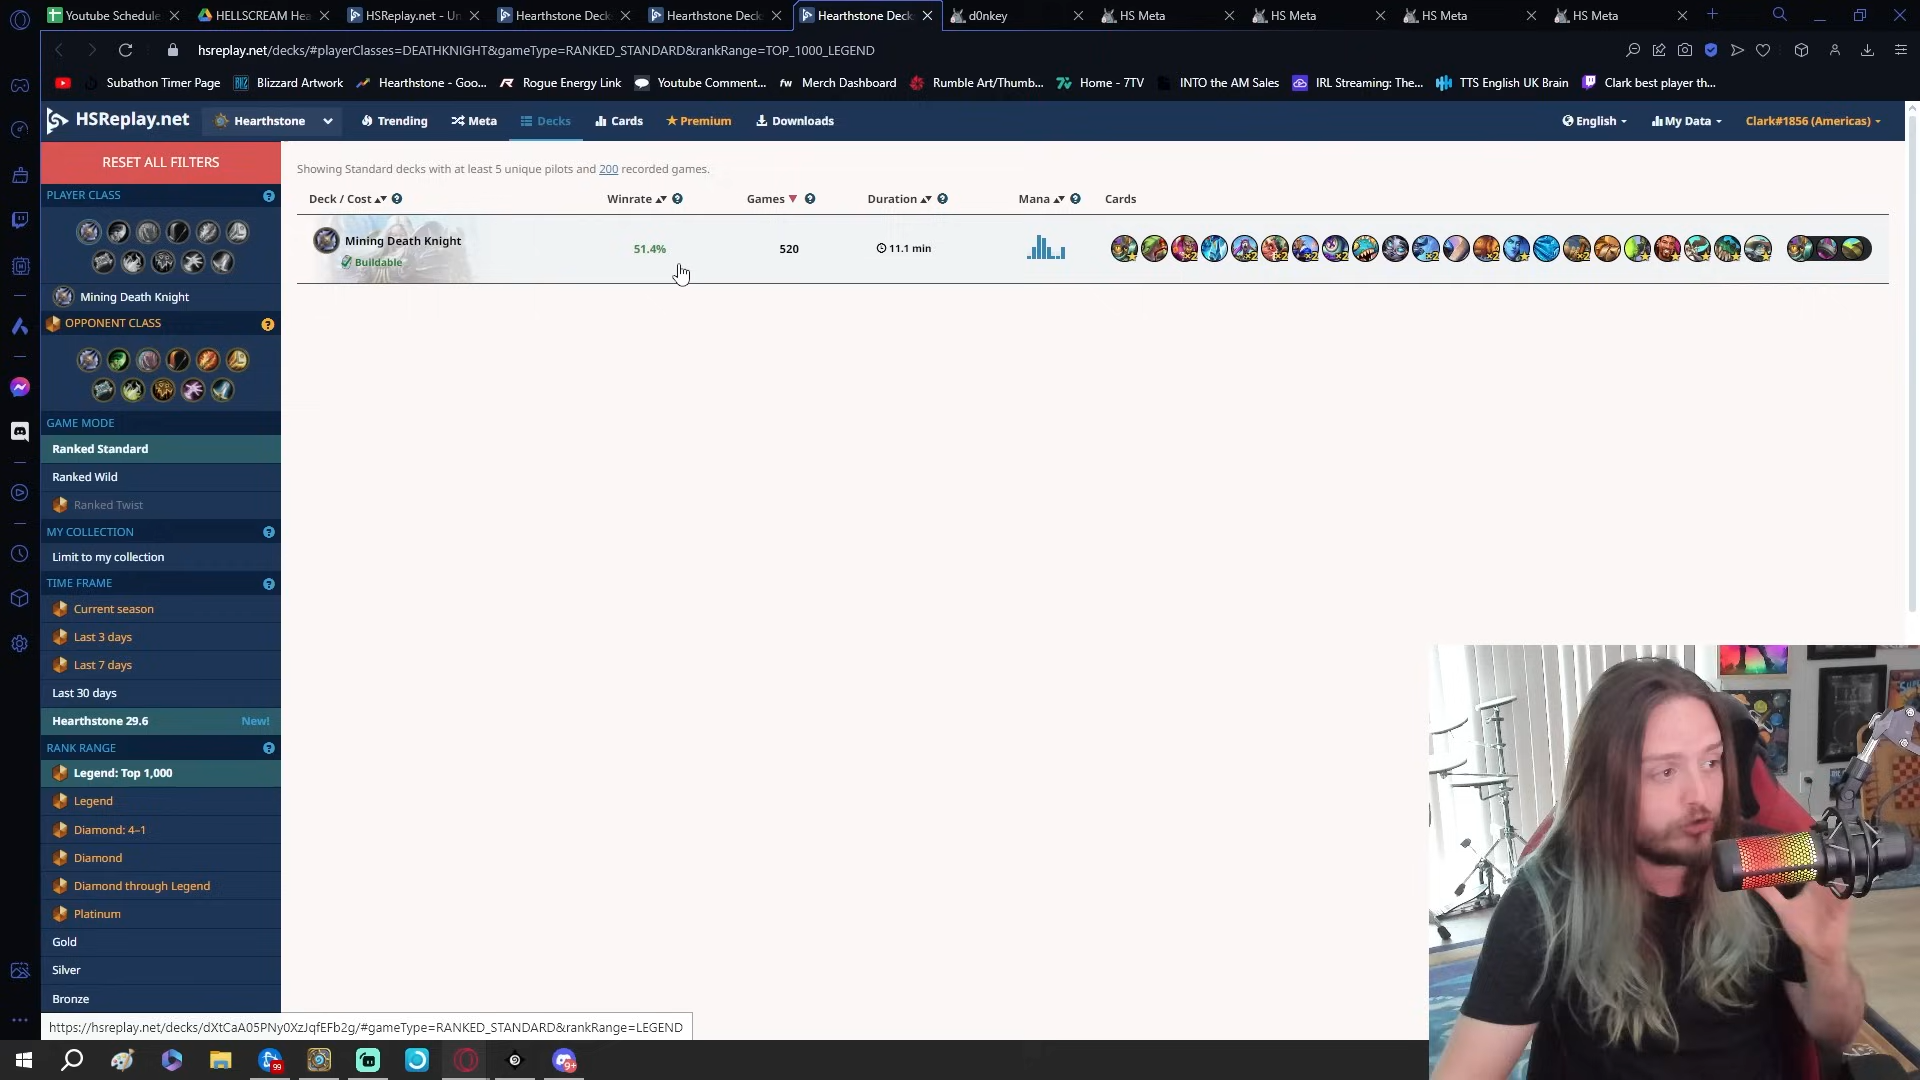 Youtube Schedule
HELLSCREAM Hea
HSReplay.net - Un
Hearthstone Deck
Hearthstone Deck
Hearthstone Deck
d0nkey
HS Meta
HS Meta
HS Meta
HS Meta
hsreplay.net/decks/#playerClasses=DEATHKNIGHT&gameType=RANKED_STANDARD&rankRange=TOP_1000_LEGEND
Subathon Timer Page
Blizzard Artwork
Hearthstone - Goo...
Rogue Energy Link
Youtube Comment...
fw Merch Dashboard
Rumble Art/Thumb...
Home - 7TV
INTO the AM Sales
IRL Streaming: The...
TTS English UK Brain
Clark best player th...
HSReplay.net
Hearthstone
Trending
Meta
Decks
Cards
Premium
Downloads
English
My Data
Clark#1856 (Americas)
RESET ALL FILTERS
PLAYER CLASS
Mining Death Knight
OPPONENT CLASS
GAME MODE
Ranked Standard
Ranked Wild
Ranked Twist
MY COLLECTION
Limit to my collection
TIME FRAME
Current season
Last 3 days
Last 7 days
Last 30 days
Hearthstone 29.6 New!
RANK RANGE
Legend: Top 1,000
Legend
Diamond: 4–1
Diamond
Diamond through Legend
Platinum
Gold
Silver
Bronze
Showing Standard decks with at least 5 unique pilots and 200 recorded games.
Deck / Cost
Winrate
Games
Duration
Mana
Cards
Mining Death Knight
Buildable
51.4%
520
11.1 min
https://hsreplay.net/decks/dXtCaA05PNy0XzJqfEFb2g/#gameType=RANKED_STANDARD&rankRange=LEGEND
99
9+